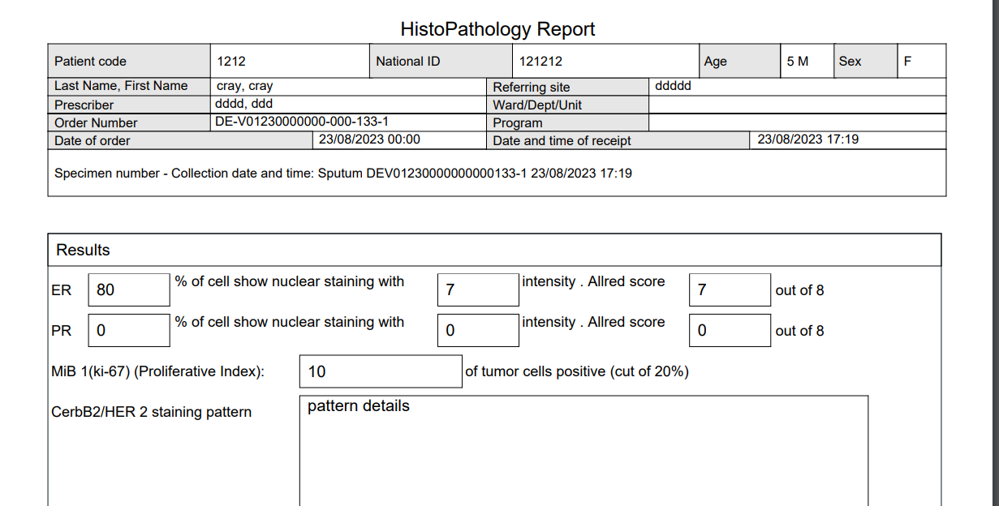 HistoPathology Report
Patient code 1212 National ID 121212 Age 5 M Sex F
Last Name, First Name cray, cray Referring site ddddd
Prescriber dddd, ddd Ward/Dept/Unit
Order Number DE-V01230000000-000-133-1 Program
Date of order 23/08/2023 00:00 Date and time of receipt 23/08/2023 17:19
Specimen number - Collection date and time: Sputum DEV01230000000000133-1 23/08/2023 17:19
Results
ER 80 % of cell show nuclear staining with 7 intensity . Allred score 7 out of 8
PR 0 % of cell show nuclear staining with 0 intensity . Allred score 0 out of 8
MiB 1(ki-67) (Proliferative Index): 10 of tumor cells positive (cut of 20%)
CerbB2/HER 2 staining pattern pattern details